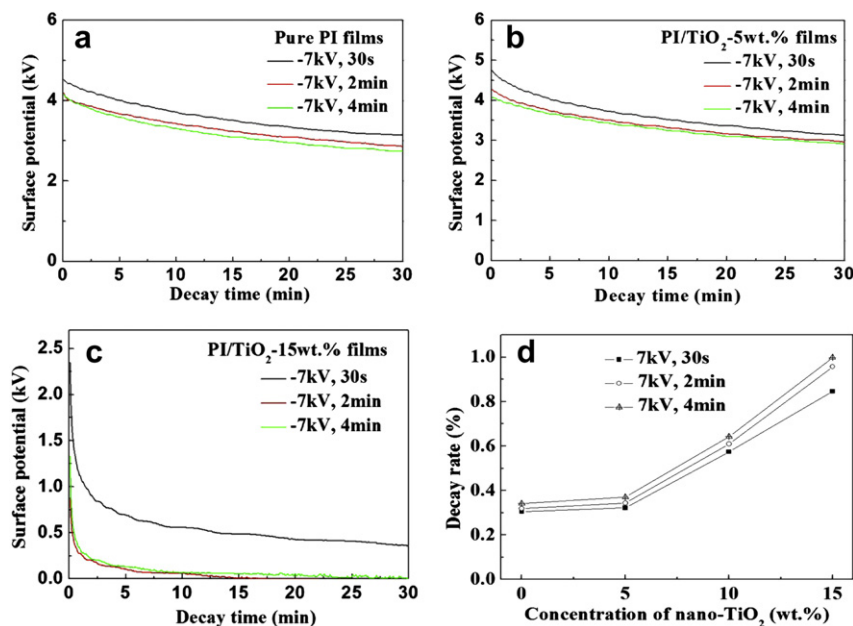 a
Pure PI films
-7kV, 30s
-7kV, 2min
-7kV, 4min
6
4
2
0
0 5 10 15 20 25 30
Surface potential (kV)
Decay time (min)
b
PI/TiO2-5wt.% films
-7kV, 30s
-7kV, 2min
-7kV, 4min
6
5
4
3
2
1
0
0 5 10 15 20 25 30
Surface potential (kV)
Decay time (min)
c
PI/TiO2-15wt.% films
-7kV, 30s
-7kV, 2min
-7kV, 4min
2.5
2.0
1.5
1.0
0.5
0.0
0 5 10 15 20 25 30
Surface potential (kV)
Decay time (min)
d
7kV, 30s
7kV, 2min
7kV, 4min
1.0
0.8
0.6
0.4
0.2
0.0
0 5 10 15
Decay rate (%)
Concentration of nano-TiO2 (wt.%)